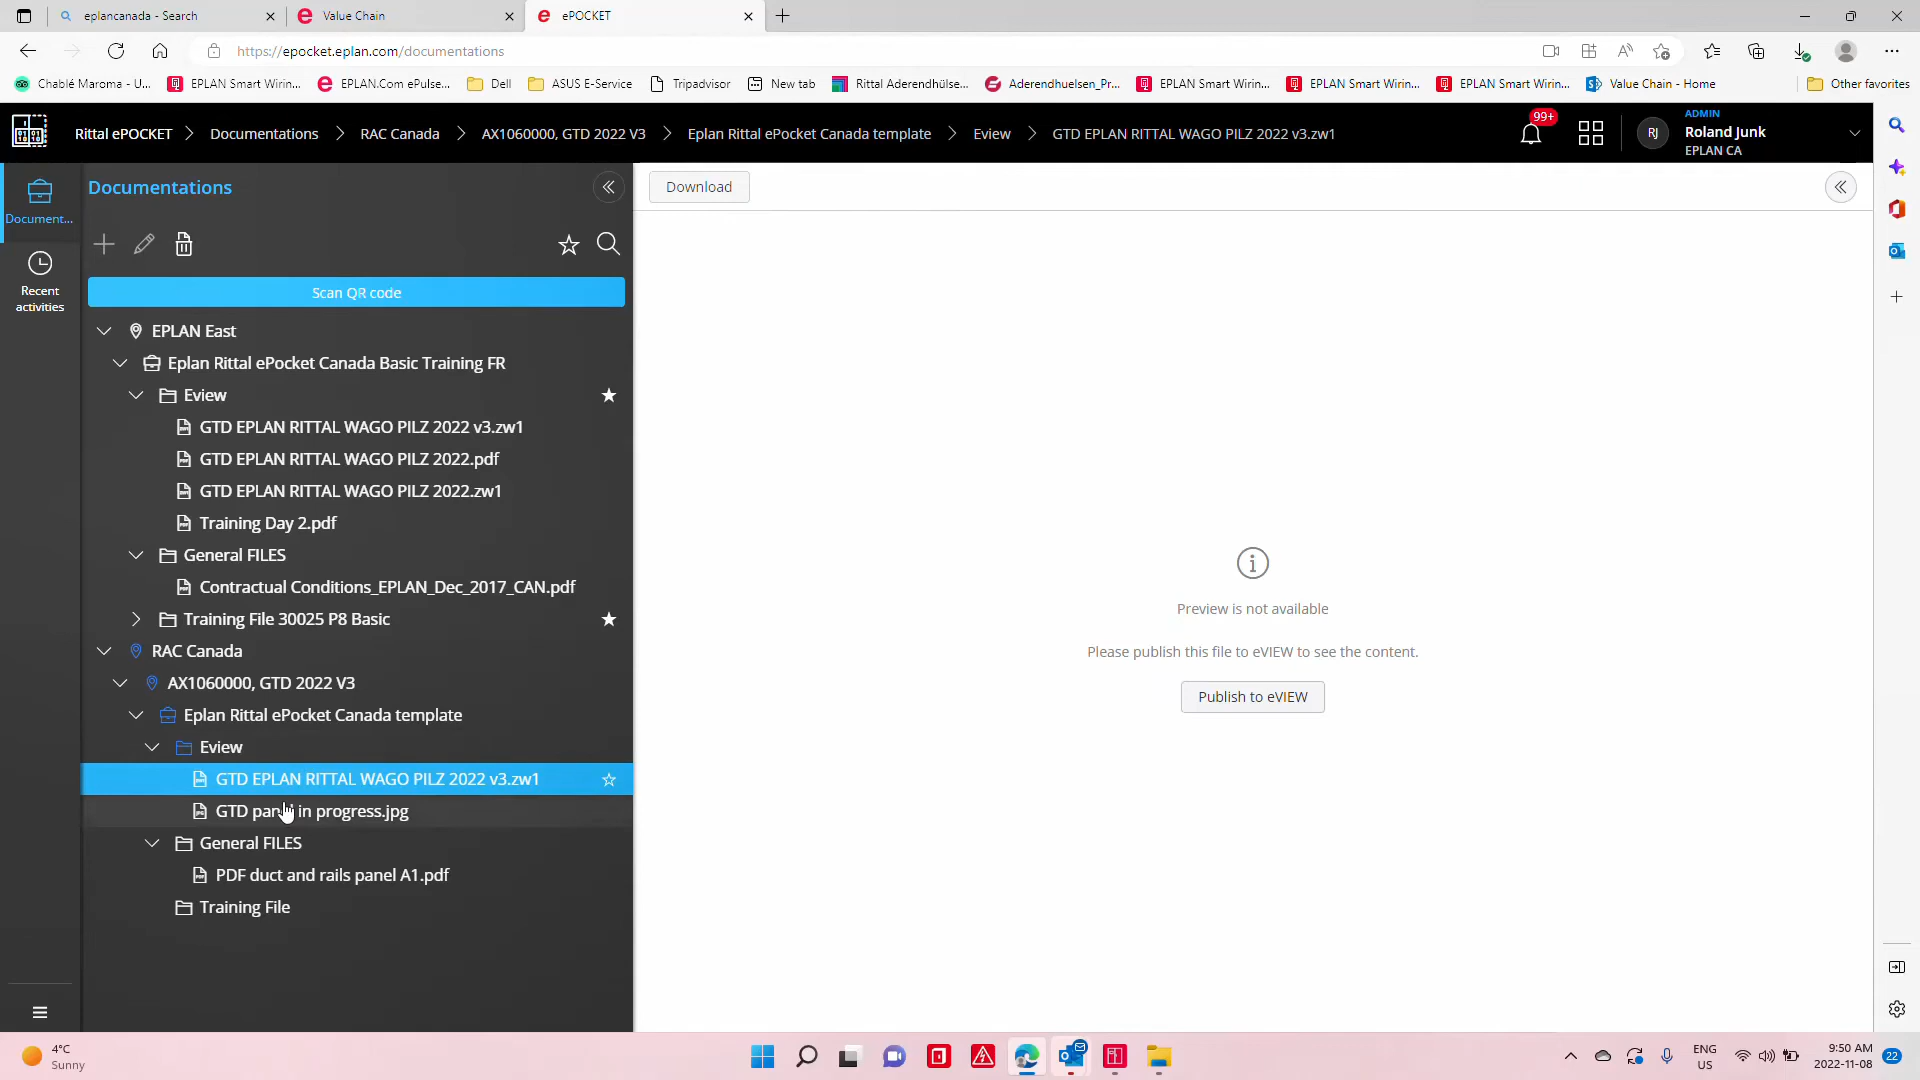 eplancanada - Search
Value Chain
ePOCKET
https://epocket.eplan.com/documentations
Chablé Maroma - U...
EPLAN Smart Wirin...
EPLAN.Com ePulse...
Dell
ASUS E-Service
Tripadvisor
New tab
Rittal Aderendhülse...
Aderendhuelsen_Pr...
EPLAN Smart Wirin...
EPLAN Smart Wirin...
EPLAN Smart Wirin...
Value Chain - Home
Other favorites
Rittal ePOCKET
Documentations
RAC Canada
AX1060000, GTD 2022 V3
Eplan Rittal ePocket Canada template
Eview
GTD EPLAN RITTAL WAGO PILZ 2022 v3.zw1
99+
RJ
ADMIN
Roland Junk
EPLAN CA
Document...
Recent
activities
Documentations
Scan QR code
EPLAN East
Eplan Rittal ePocket Canada Basic Training FR
Eview
GTD EPLAN RITTAL WAGO PILZ 2022 v3.zw1
GTD EPLAN RITTAL WAGO PILZ 2022.pdf
GTD EPLAN RITTAL WAGO PILZ 2022.zw1
Training Day 2.pdf
General FILES
Contractual Conditions_EPLAN_Dec_2017_CAN.pdf
Training File 30025 P8 Basic
RAC Canada
AX1060000, GTD 2022 V3
Eplan Rittal ePocket Canada template
Eview
GTD EPLAN RITTAL WAGO PILZ 2022 v3.zw1
GTD panel in progress.jpg
General FILES
PDF duct and rails panel A1.pdf
Training File
Download
Preview is not available
Please publish this file to eVIEW to see the content.
Publish to eVIEW
4°C
Sunny
ENG
US
9:50 AM
2022-11-08
22